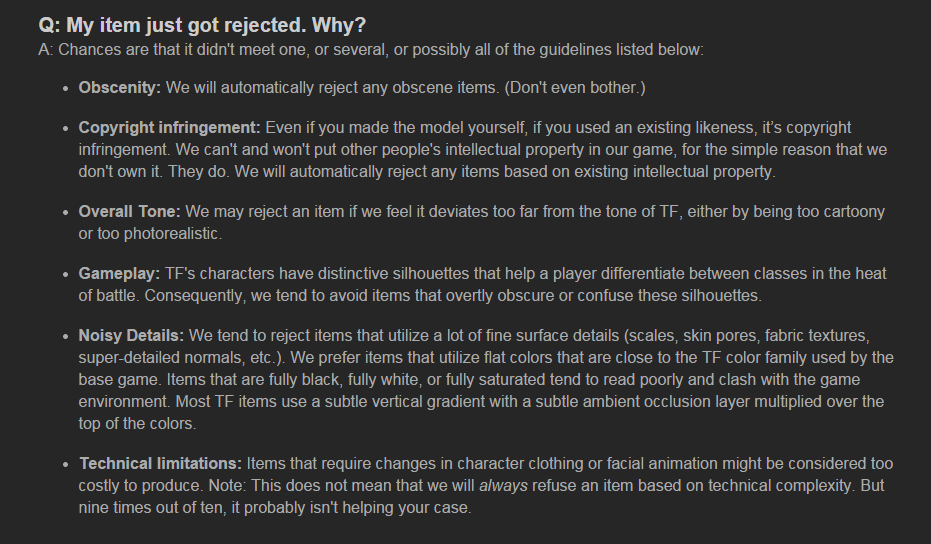 Q: My item just got rejected. Why?
A: Chances are that it didn't meet one, or several, or possibly all of the guidelines listed below:
• Obscenity: We will automatically reject any obscene items. (Don't even bother.)
• Copyright infringement: Even if you made the model yourself, if you used an existing likeness, it’s copyright
infringement. We can't and won't put other people's intellectual property in our game, for the simple reason that we
don't own it. They do. We will automatically reject any items based on existing intellectual property.
• Overall Tone: We may reject an item if we feel it deviates too far from the tone of TF, either by being too cartoony
or too photorealistic.
• Gameplay: TF's characters have distinctive silhouettes that help a player differentiate between classes in the heat
of battle. Consequently, we tend to avoid items that overtly obscure or confuse these silhouettes.
• Noisy Details: We tend to reject items that utilize a lot of fine surface details (scales, skin pores, fabric textures,
super-detailed normals, etc.). We prefer items that utilize flat colors that are close to the TF color family used by the
base game. Items that are fully black, fully white, or fully saturated tend to read poorly and clash with the game
environment. Most TF items use a subtle vertical gradient with a subtle ambient occlusion layer multiplied over the
top of the colors.
• Technical limitations: Items that require changes in character clothing or facial animation might be considered too
costly to produce. Note: This does not mean that we will always refuse an item based on technical complexity. But
nine times out of ten, it probably isn't helping your case.